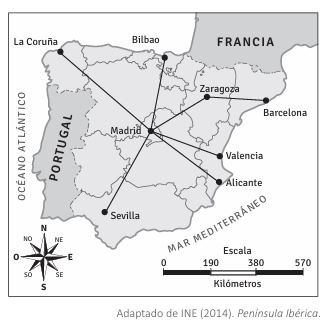 La Coruña
Bilbao
FRANCIA
Zaragoza
Barcelona
OCÉANO ATLÁNTICO
PORTUGAL
Madrid
Valencia
Alicante
Sevilla
MAR MEDITERRÁNEO
N
NO
NE
O
E
SO
SE
S
Escala
0 190 380 570
Kilómetros
Adaptado de INE (2014). Península Ibérica.